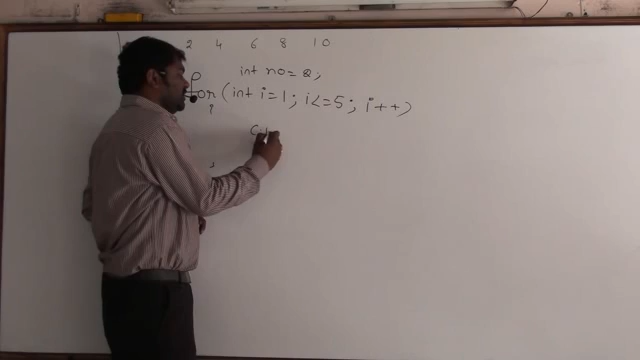 2 4 6 8 10
int no=2;
for (int i=1; i<=5; i++)
{